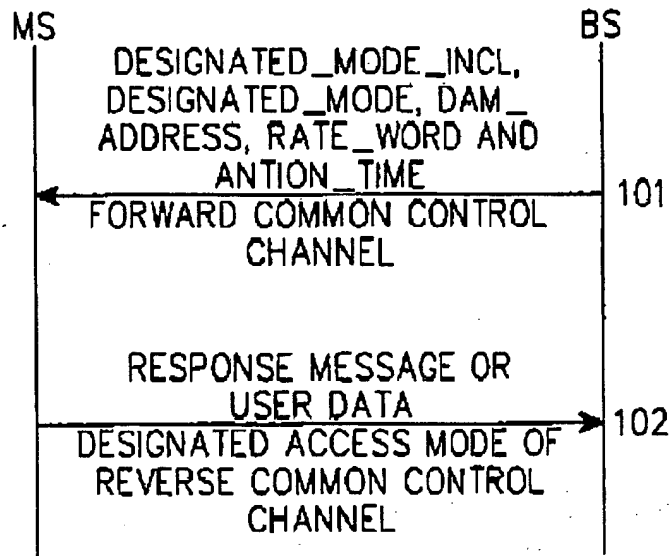 MS
BS
DESIGNATED_MODE_INCL,
DESIGNATED_MODE, DAM_
ADDRESS, RATE_WORD AND
ANTION_TIME
101
FORWARD COMMON CONTROL
CHANNEL
RESPONSE MESSAGE OR
USER DATA
102
DESIGNATED ACCESS MODE OF
REVERSE COMMON CONTROL
CHANNEL